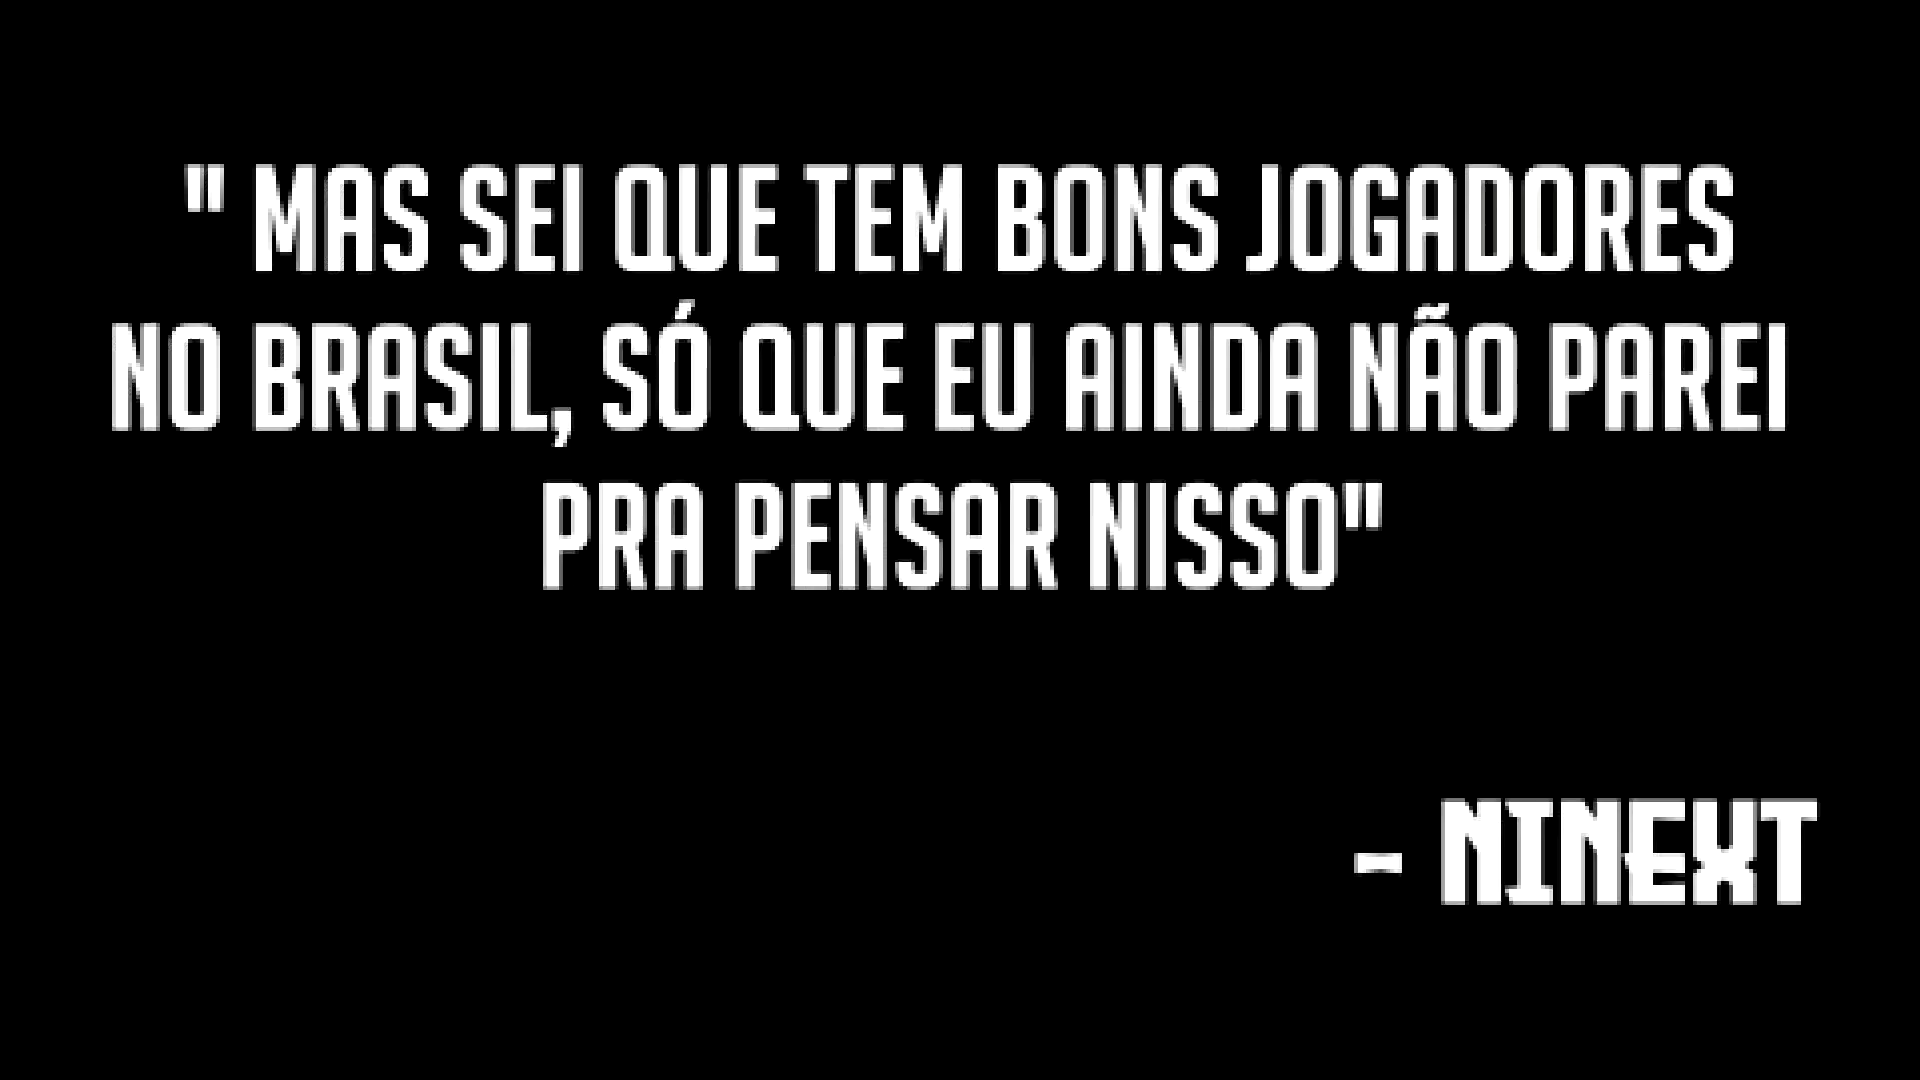 " MAS SEI QUE TEM BONS JOGADORES
NO BRASIL, SÓ QUE EU AINDA NÃO PAREI
PRA PENSAR NISSO"
- NINEXT